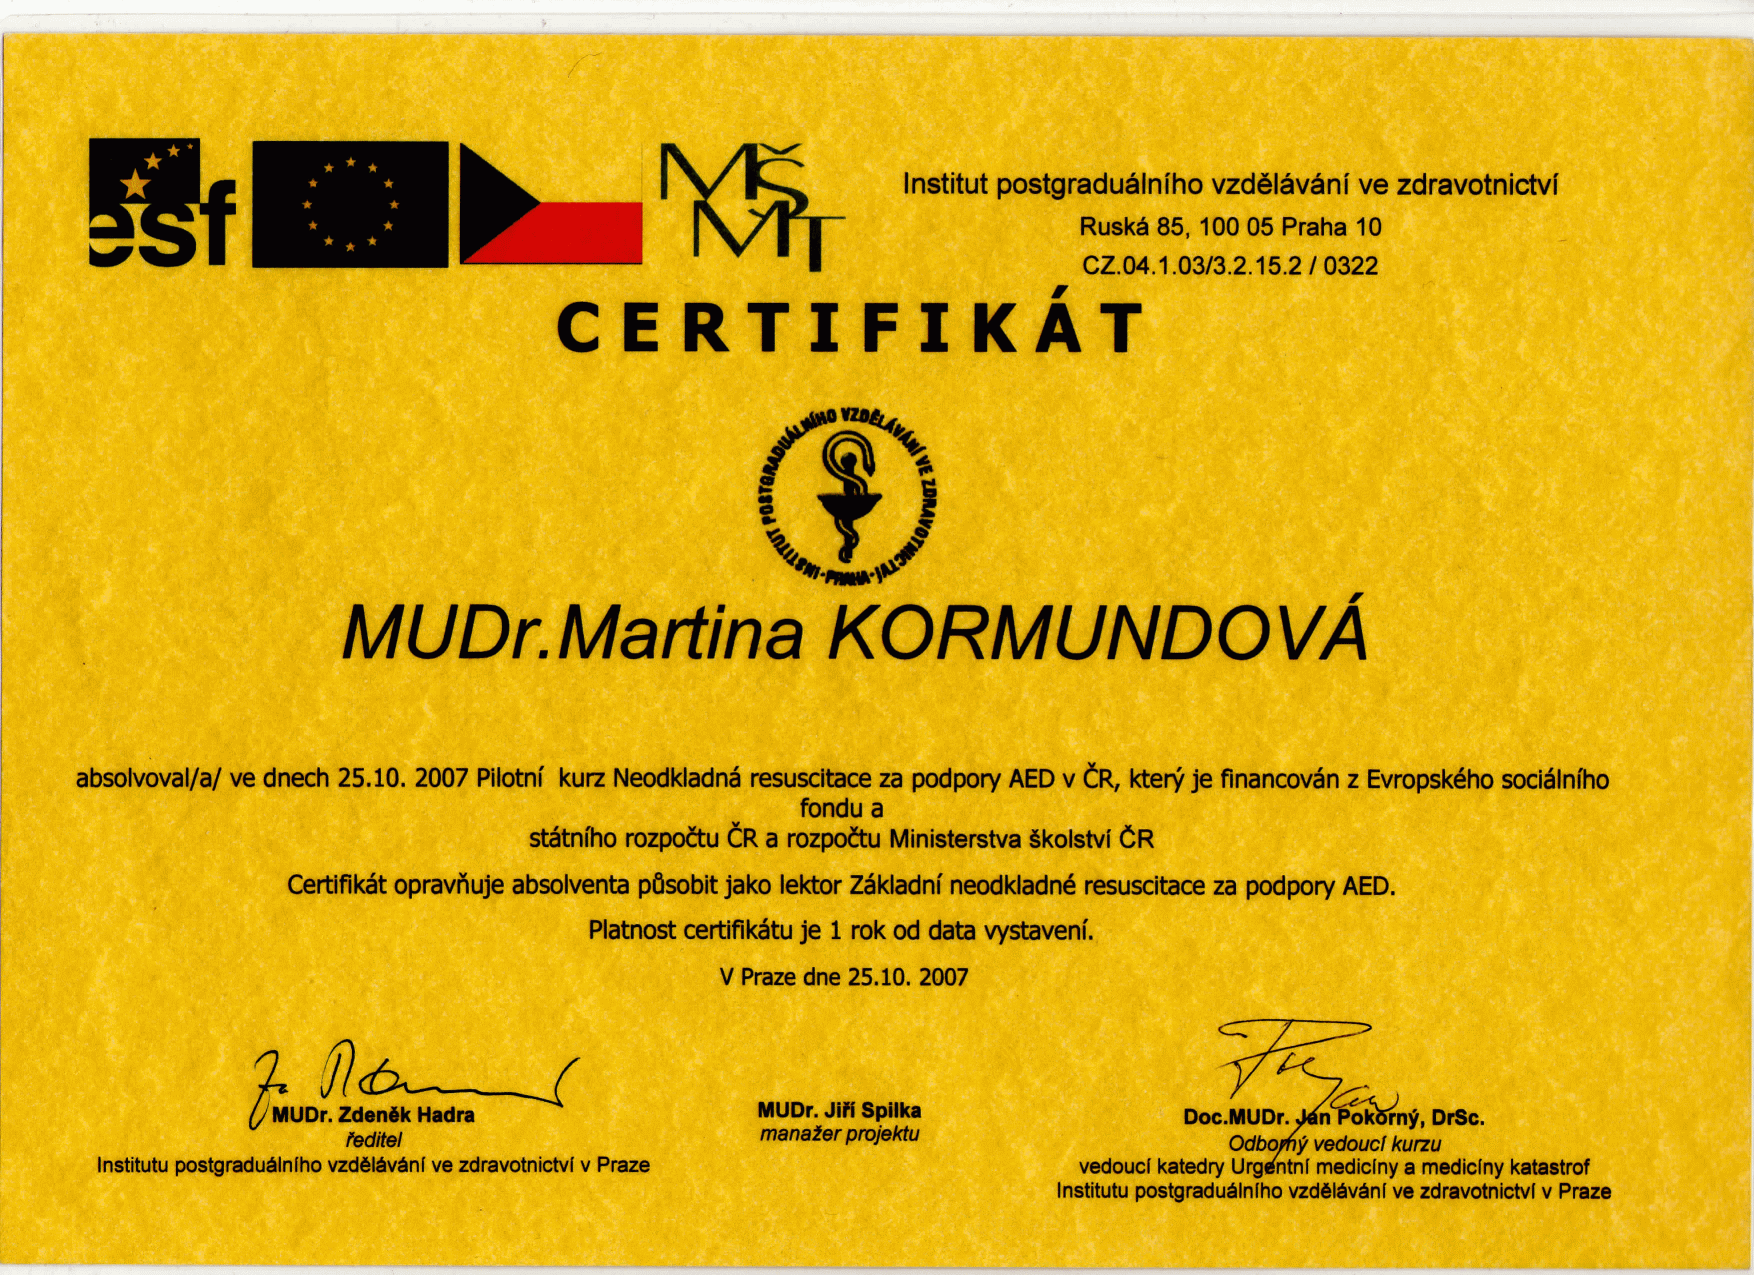 esf
MŠMT
Institut postgraduálního vzdělávání ve zdravotnictví
Ruská 85, 100 05 Praha 10
CZ.04.1.03/3.2.15.2 / 0322
CERTIFIKÁT
INSTITUT POSTGRADUÁLNÍHO VZDĚLÁVÁNÍ VE ZDRAVOTNICTVÍ · PRAHA ·
MUDr.Martina KORMUNDOVÁ
absolvoval/a/ ve dnech 25.10. 2007 Pilotní kurz Neodkladná resuscitace za podpory AED v ČR, který je financován z Evropského sociálního
fondu a
státního rozpočtu ČR a rozpočtu Ministerstva školství ČR
Certifikát opravňuje absolventa působit jako lektor Základní neodkladné resuscitace za podpory AED.
Platnost certifikátu je 1 rok od data vystavení.
V Praze dne 25.10. 2007
MUDr. Zdeněk Hadra
ředitel
Institutu postgraduálního vzdělávání ve zdravotnictví v Praze
MUDr. Jiří Spilka
manažer projektu
Doc.MUDr. Jan Pokorný, DrSc.
Odborný vedoucí kurzu
vedoucí katedry Urgentní medicíny a medicíny katastrof
Institutu postgraduálního vzdělávání ve zdravotnictví v Praze